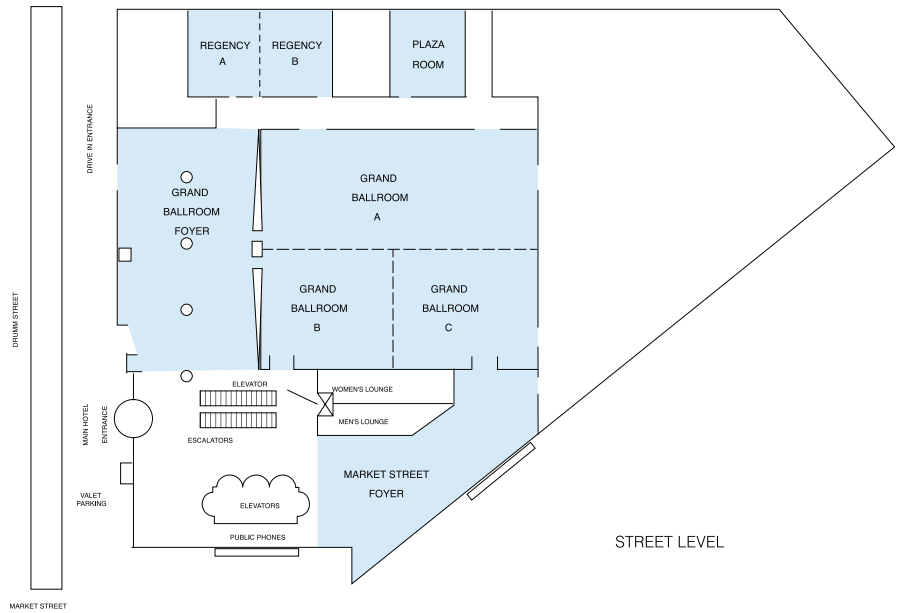 REGENCY
A
REGENCY
B
PLAZA
ROOM
DRIVE IN ENTRANCE
GRAND
BALLROOM
FOYER
GRAND
BALLROOM
A
GRAND
BALLROOM
B
GRAND
BALLROOM
C
DRUMM STREET
ELEVATOR
WOMEN'S LOUNGE
MEN'S LOUNGE
MAIN HOTEL
ENTRANCE
ESCALATORS
MARKET STREET
FOYER
VALET
PARKING
ELEVATORS
PUBLIC PHONES
STREET LEVEL
MARKET STREET